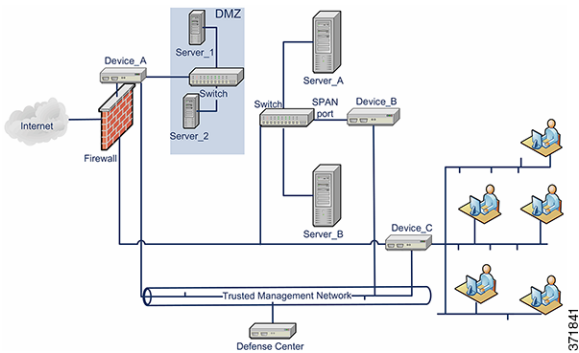 DMZ
Server_1
Server_A
Device_A
Switch
Switch
SPAN
port
Device_B
Internet
Server_2
Firewall
Server_B
Device_C
Trusted Management Network
Defense Center
371841